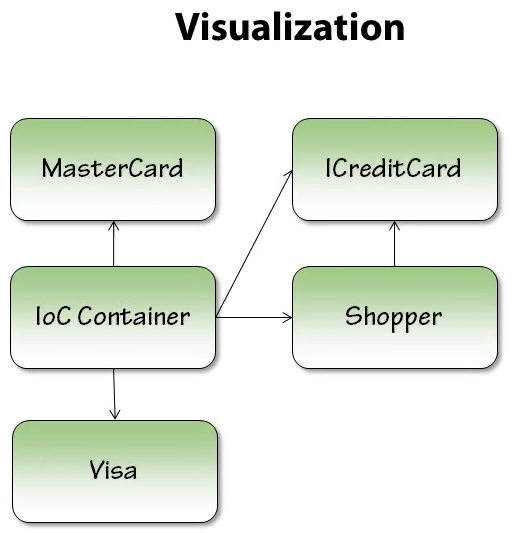 Visualization
MasterCard
ICreditCard
IoC Container
Shopper
Visa